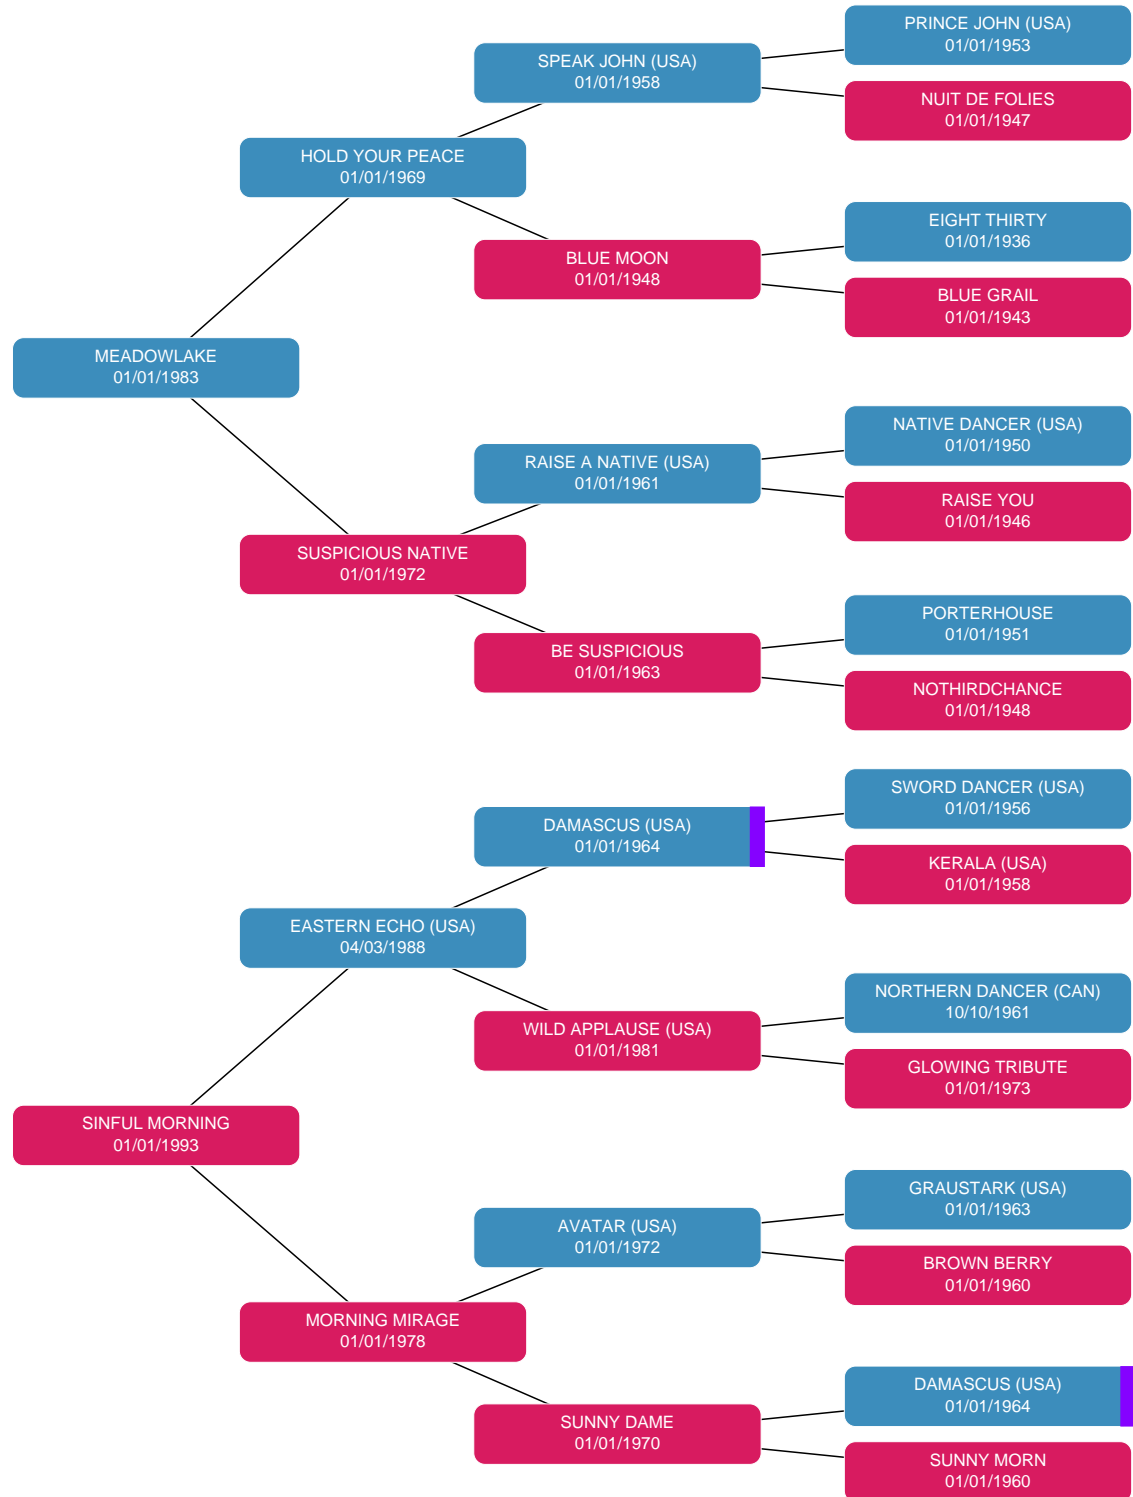 PRINCE JOHN (USA)
01/01/1953
SPEAK JOHN (USA)
01/01/1958
NUIT DE FOLIES
01/01/1947
HOLD YOUR PEACE
01/01/1969
EIGHT THIRTY
01/01/1936
BLUE MOON
01/01/1948
BLUE GRAIL
01/01/1943
MEADOWLAKE
01/01/1983
NATIVE DANCER (USA)
01/01/1950
RAISE A NATIVE (USA)
01/01/1961
RAISE YOU
01/01/1946
SUSPICIOUS NATIVE
01/01/1972
PORTERHOUSE
01/01/1951
BE SUSPICIOUS
01/01/1963
NOTHIRDCHANCE
01/01/1948
SWORD DANCER (USA)
01/01/1956
DAMASCUS (USA)
01/01/1964
KERALA (USA)
01/01/1958
EASTERN ECHO (USA)
04/03/1988
NORTHERN DANCER (CAN)
10/10/1961
WILD APPLAUSE (USA)
01/01/1981
GLOWING TRIBUTE
01/01/1973
SINFUL MORNING
01/01/1993
GRAUSTARK (USA)
01/01/1963
AVATAR (USA)
01/01/1972
BROWN BERRY
01/01/1960
MORNING MIRAGE
01/01/1978
DAMASCUS (USA)
01/01/1964
SUNNY DAME
01/01/1970
SUNNY MORN
01/01/1960